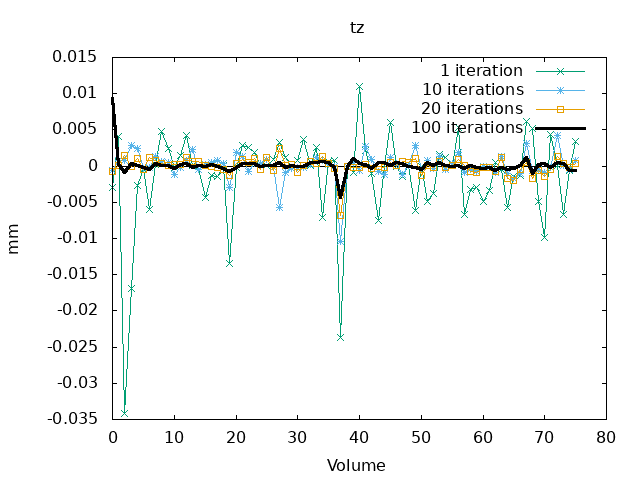 tz
0.015
0.01
0.005
0
-0.005
-0.01
-0.015
-0.02
-0.025
-0.03
-0.035
mm
1 iteration
10 iterations
20 iterations
100 iterations
0 10 20 30 40 50 60 70 80
Volume